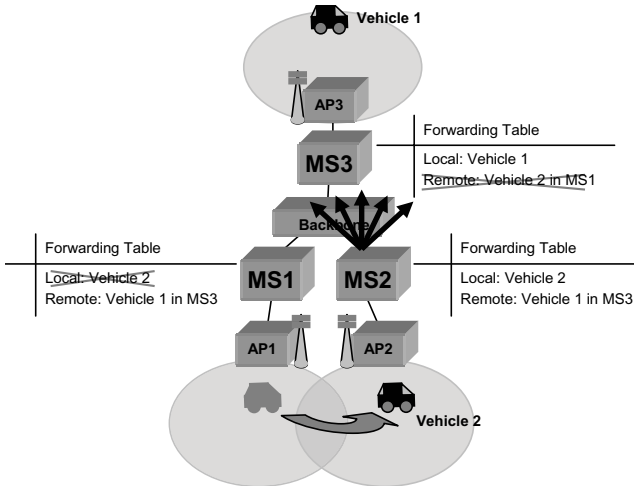 Vehicle 1
AP3
Forwarding Table
MS3
Local: Vehicle 1
Remote: Vehicle 2 in MS1
Backbone
Forwarding Table
MS1
MS2
Forwarding Table
Local: Vehicle 2
Remote: Vehicle 1 in MS3
Local: Vehicle 2
Remote: Vehicle 1 in MS3
AP1
AP2
Vehicle 2